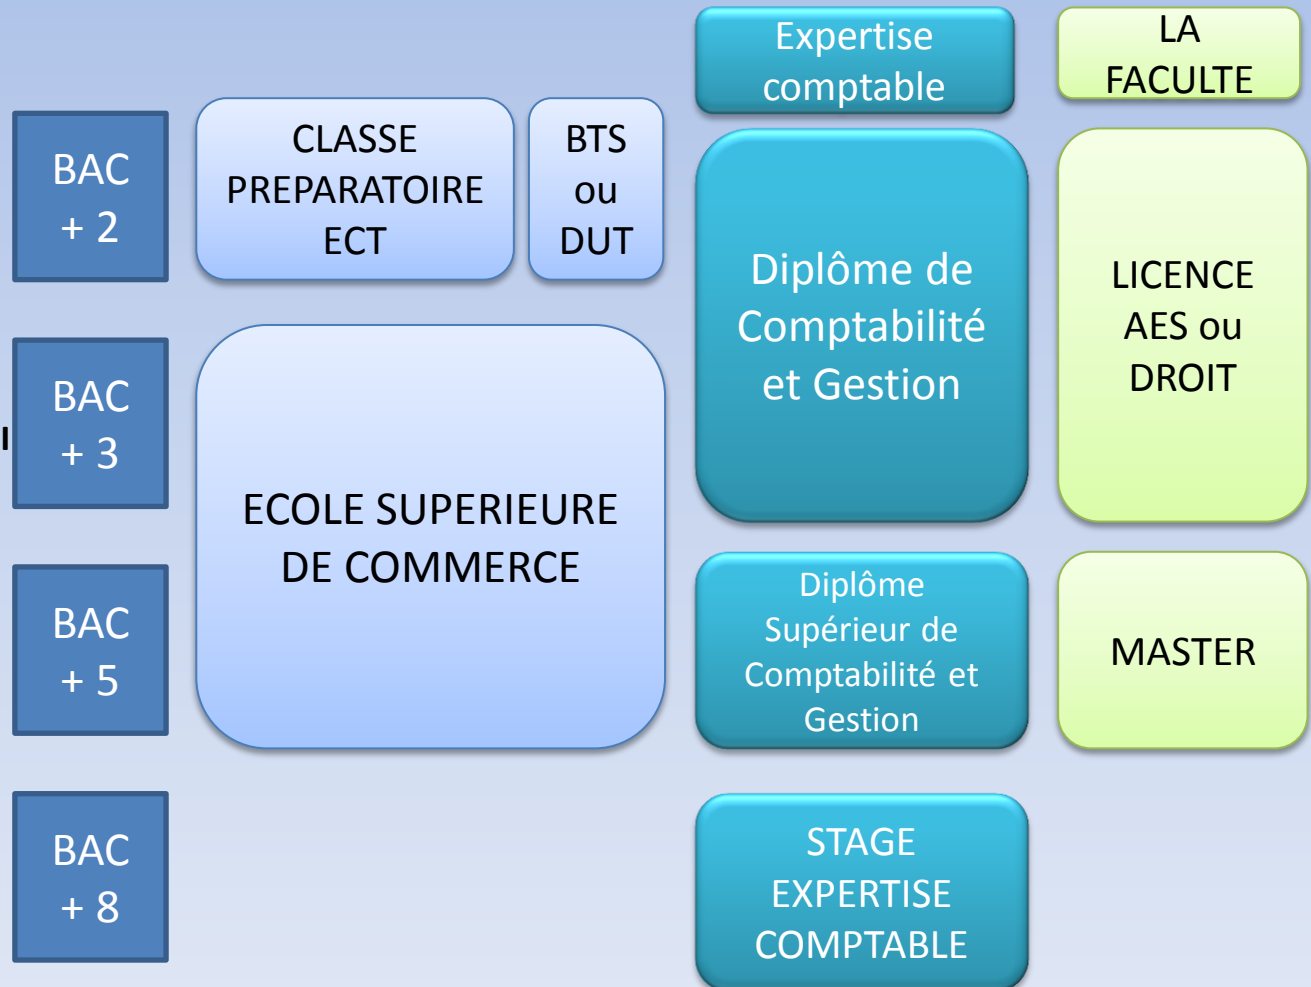 Expertise
comptable
LA
FACULTE
BAC
+ 2
CLASSE
PREPARATOIRE
ECT
BTS
ou
DUT
Diplôme de
Comptabilité
et Gestion
LICENCE
AES ou
DROIT
BAC
+ 3
ECOLE SUPERIEURE
DE COMMERCE
BAC
+ 5
Diplôme
Supérieur de
Comptabilité et
Gestion
MASTER
BAC
+ 8
STAGE
EXPERTISE
COMPTABLE